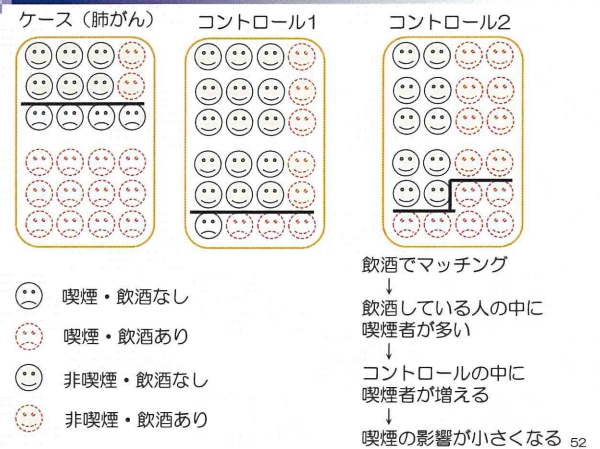 ケース（肺がん）
コントロール1
コントロール2
喫煙・飲酒なし
喫煙・飲酒あり
非喫煙・飲酒なし
非喫煙・飲酒あり
飲酒でマッチング
↓
飲酒している人の中に
喫煙者が多い
↓
コントロールの中に
喫煙者が増える
↓
喫煙の影響が小さくなる
52